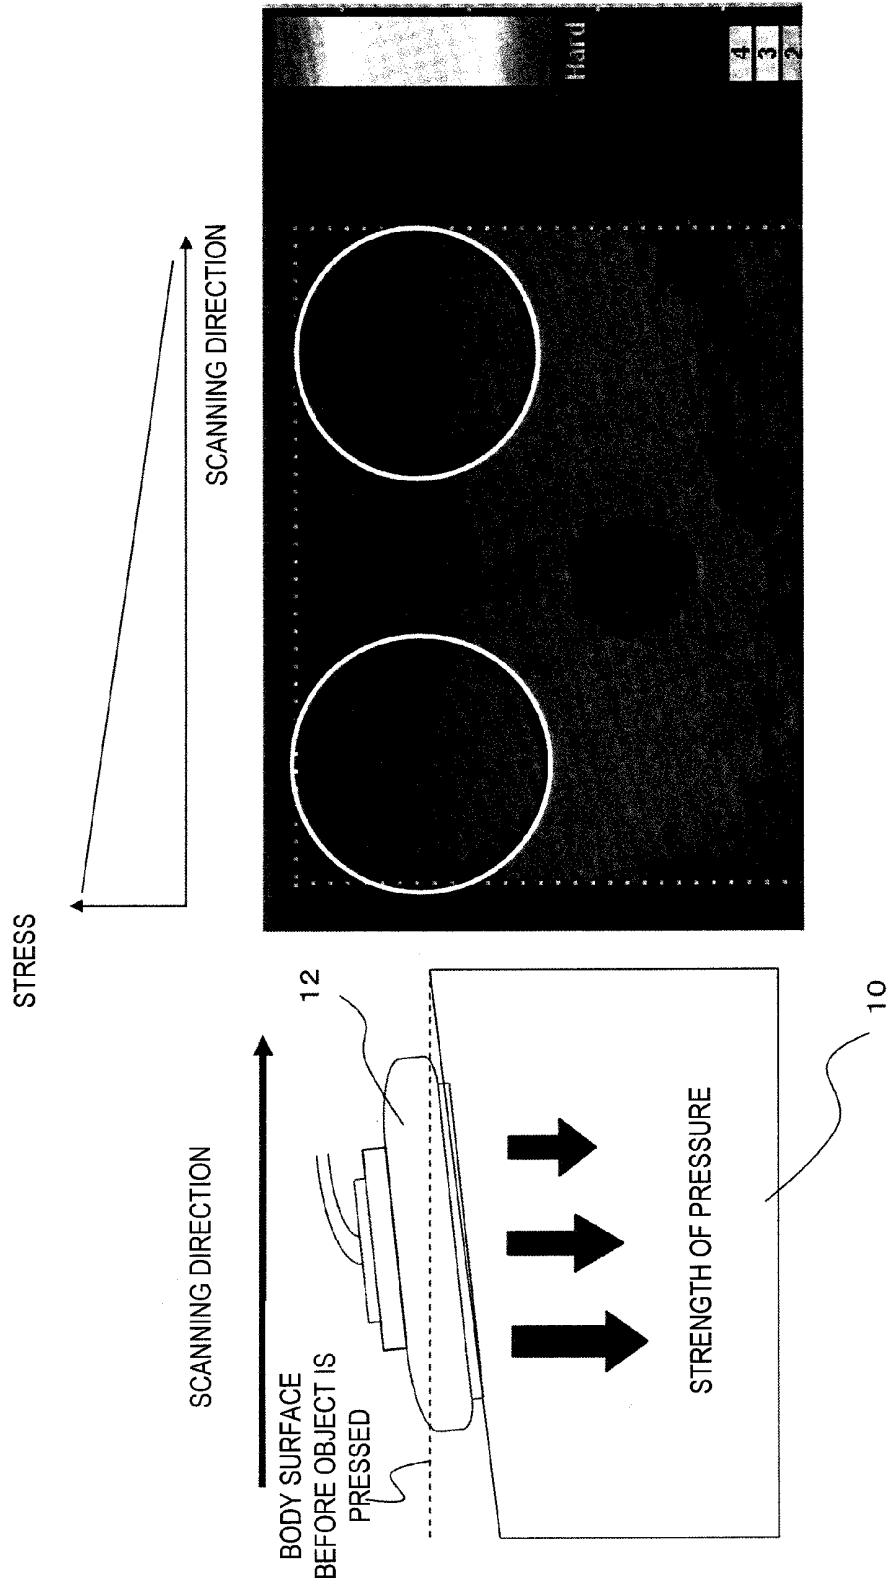 SCANNING DIRECTION
BODY SURFACE
BEFORE OBJECT IS
PRESSED
12
STRENGTH OF PRESSURE
10
STRESS
SCANNING DIRECTION
Hard
4
3
2